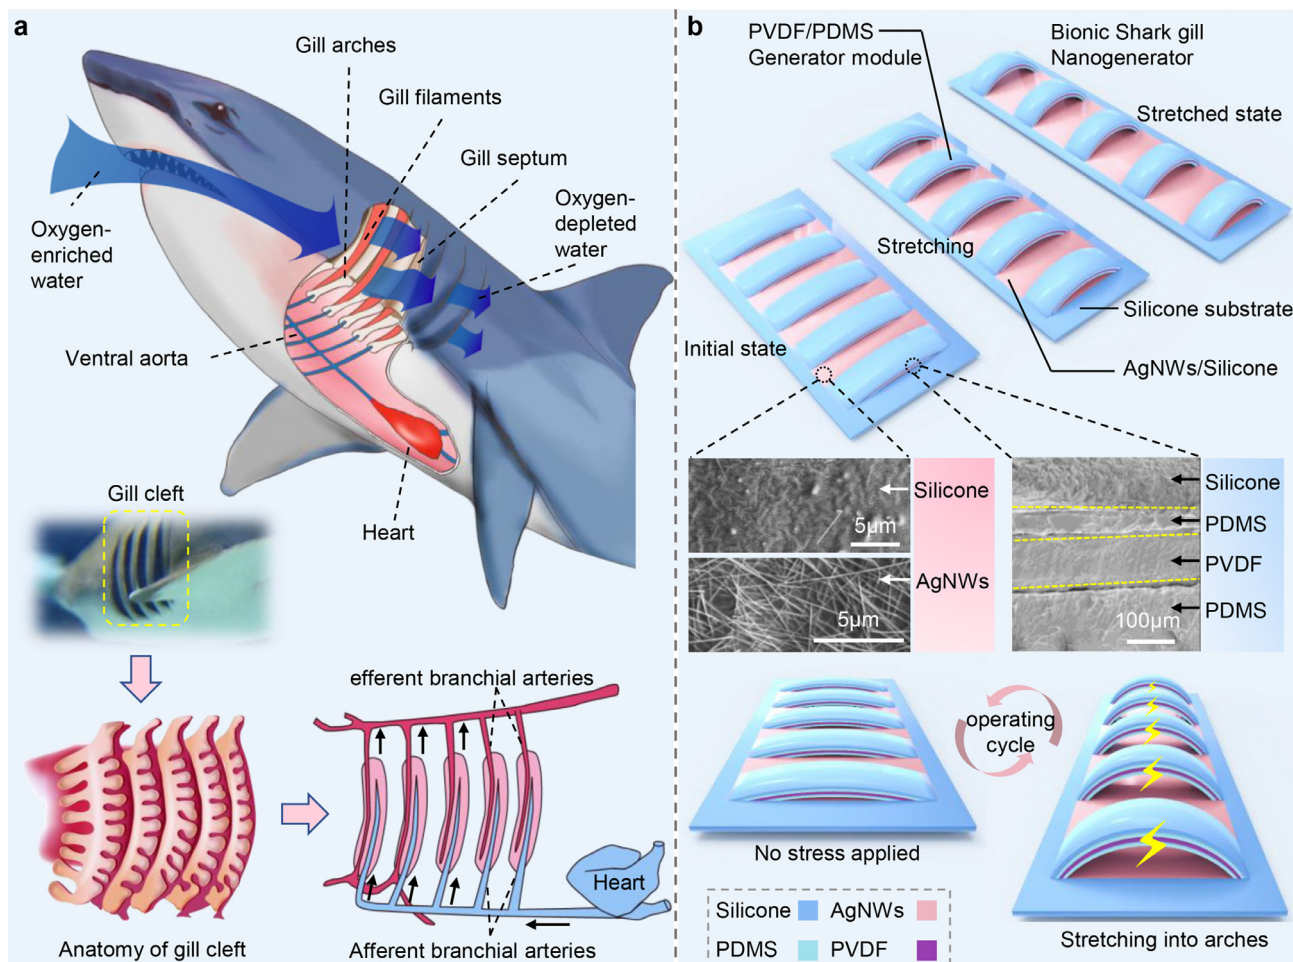 a
Gill arches
Gill filaments
Gill septum
Oxygen-
depleted
water
Oxygen-
enriched
water
Ventral aorta
Heart
Gill cleft
Anatomy of gill cleft
efferent branchial arteries
Heart
Afferent branchial arteries
b
PVDF/PDMS
Generator module
Bionic Shark gill
Nanogenerator
Stretched state
Stretching
Initial state
Silicone substrate
AgNWs/Silicone
Silicone
5μm
AgNWs
5μm
Silicone
PDMS
PVDF
PDMS
100μm
operating
cycle
No stress applied
Stretching into arches
Silicone
AgNWs
PDMS
PVDF